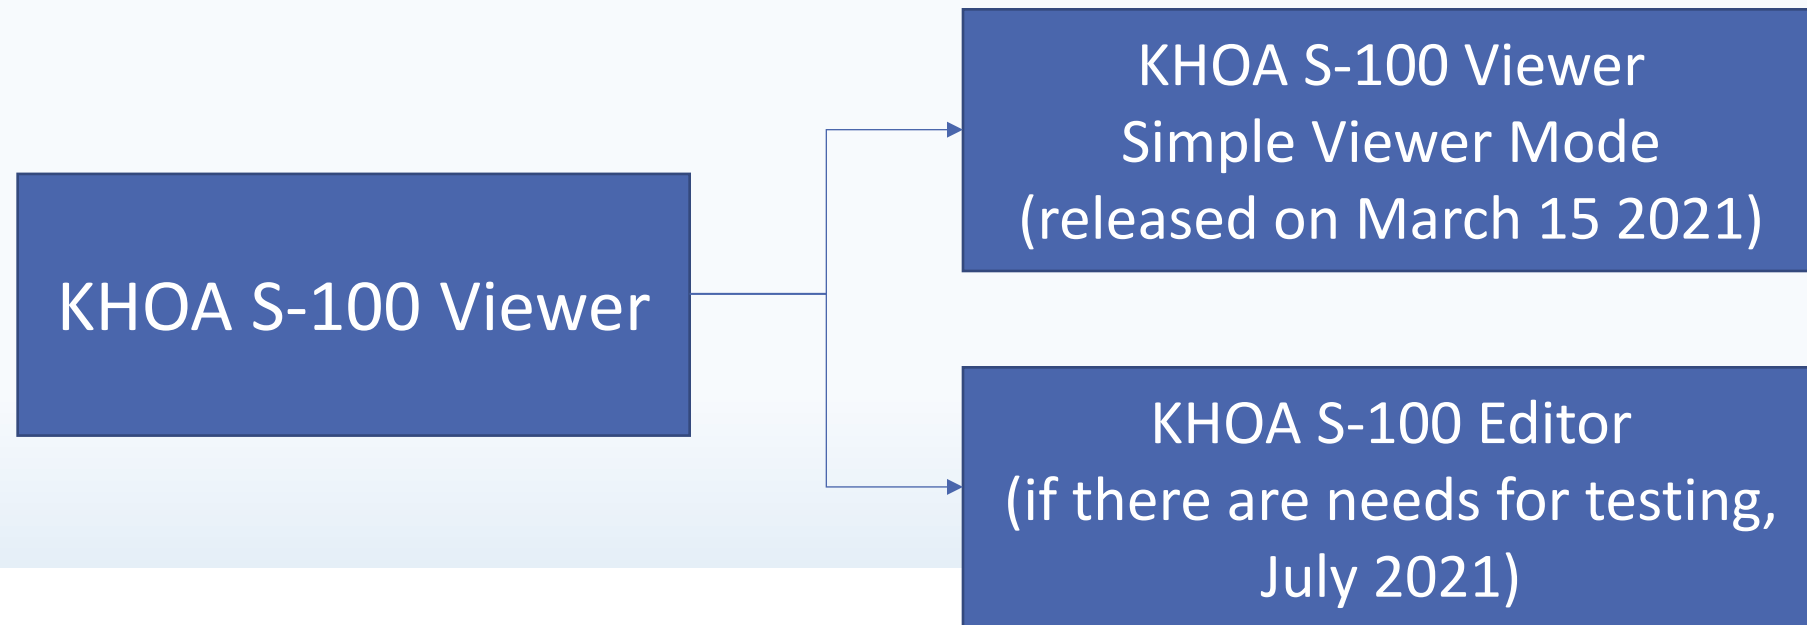 KHOA S-100 Viewer
KHOA S-100 Viewer
Simple Viewer Mode
(released on March 15 2021)
KHOA S-100 Editor
(if there are needs for testing,
July 2021)